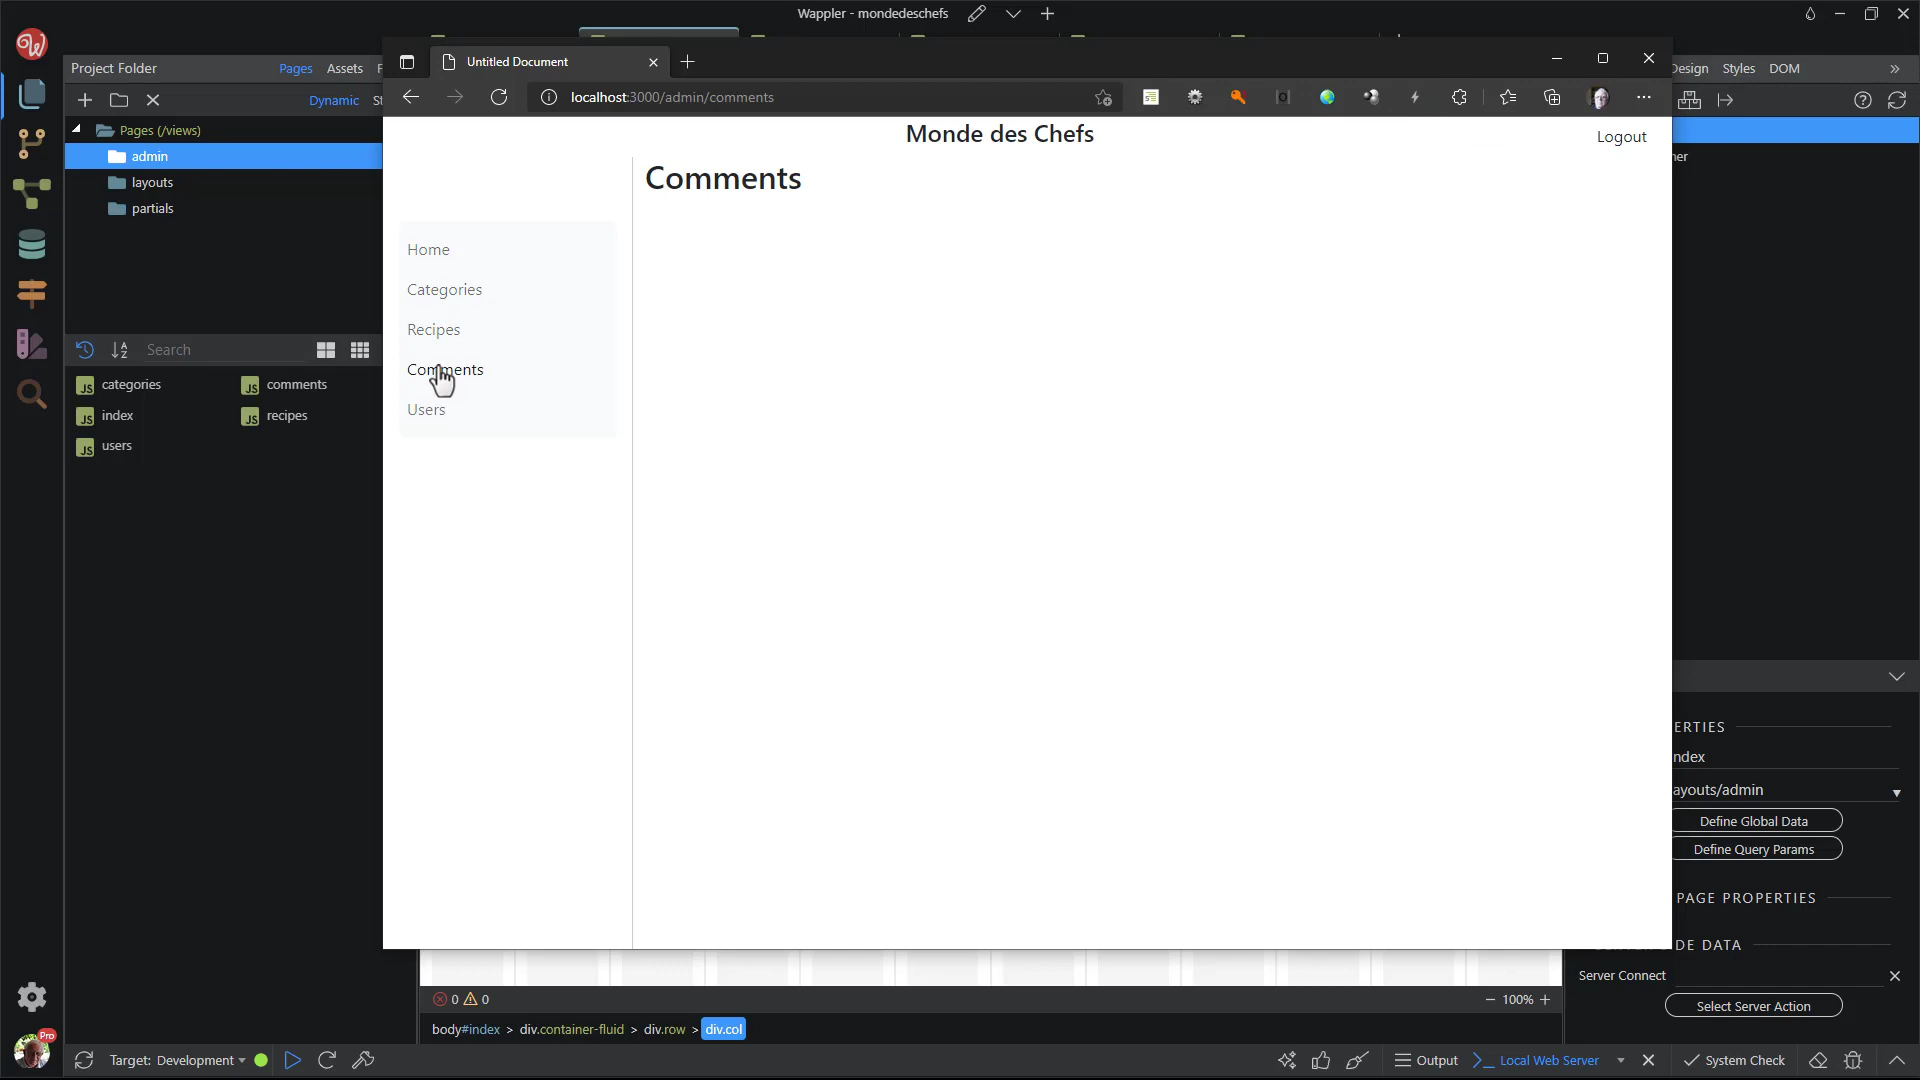 Wappler - mondedeschefs
Project Folder
Pages
Assets
Dynamic
Pages (/views)
admin
layouts
partials
Search
categories
comments
index
recipes
users
Untitled Document
localhost:3000/admin/comments
Monde des Chefs
Logout
Comments
Home
Categories
Recipes
Comments
Users
Design
Styles
DOM
ner
ERTIES
ndex
ayouts/admin
Define Global Data
Define Query Params
PAGE PROPERTIES
DE DATA
Server Connect
Select Server Action
0
0
100%
body#index > div.container-fluid > div.row > div.col
Pro
Target: Development
Output
Local Web Server
System Check